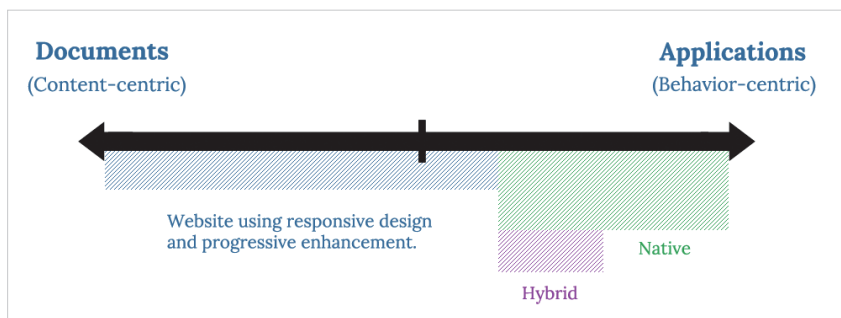 Documents
(Content-centric)
Applications
(Behavior-centric)
Website using responsive design
and progressive enhancement.
Native
Hybrid